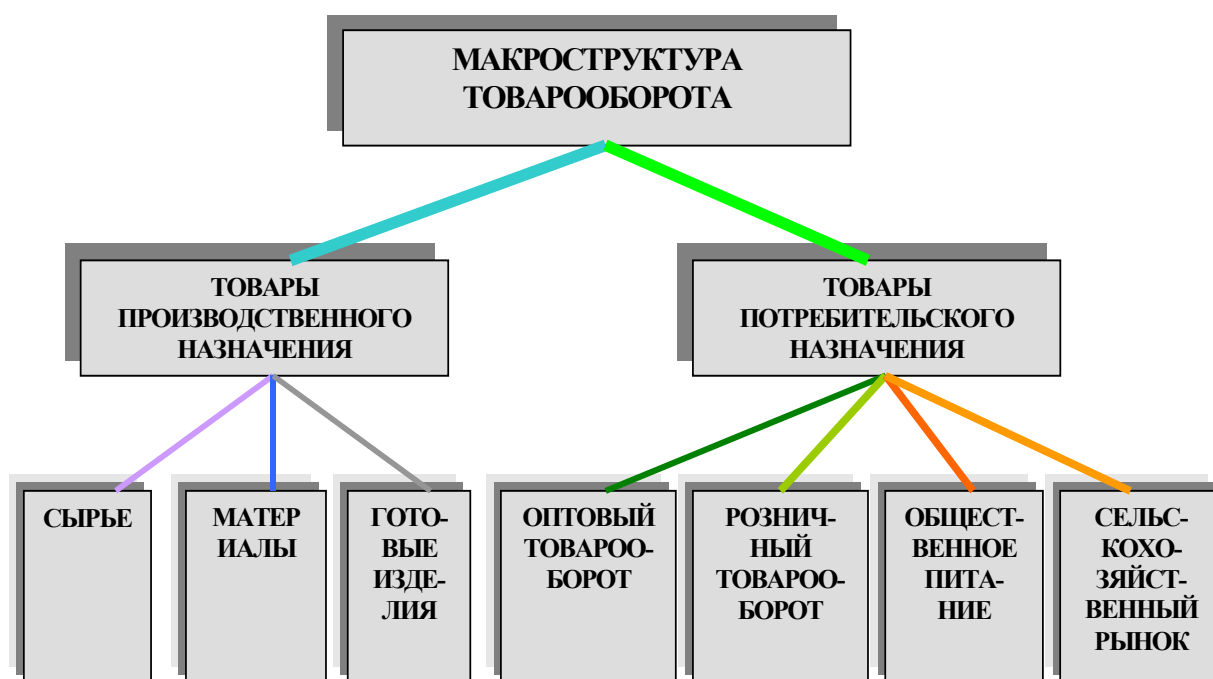 МАКРОСТРУКТУРА
ТОВАРООБОРОТА
ТОВАРЫ
ПРОИЗВОДСТВЕННОГО
НАЗНАЧЕНИЯ
ТОВАРЫ
ПОТРЕБИТЕЛЬСКОГО
НАЗНАЧЕНИЯ
СЫРЬЕ
МАТЕР
ИАЛЫ
ГОТО-
ВЫЕ
ИЗДЕ-
ЛИЯ
ОПТОВЫЙ
ТОВАРОО-
БОРОТ
РОЗНИЧ-
НЫЙ
ТОВАРОО-
БОРОТ
ОБЩЕСТ-
ВЕННОЕ
ПИТА-
НИЕ
СЕЛЬС-
КОХО-
ЗЯЙСТ-
ВЕННЫЙ
РЫНОК